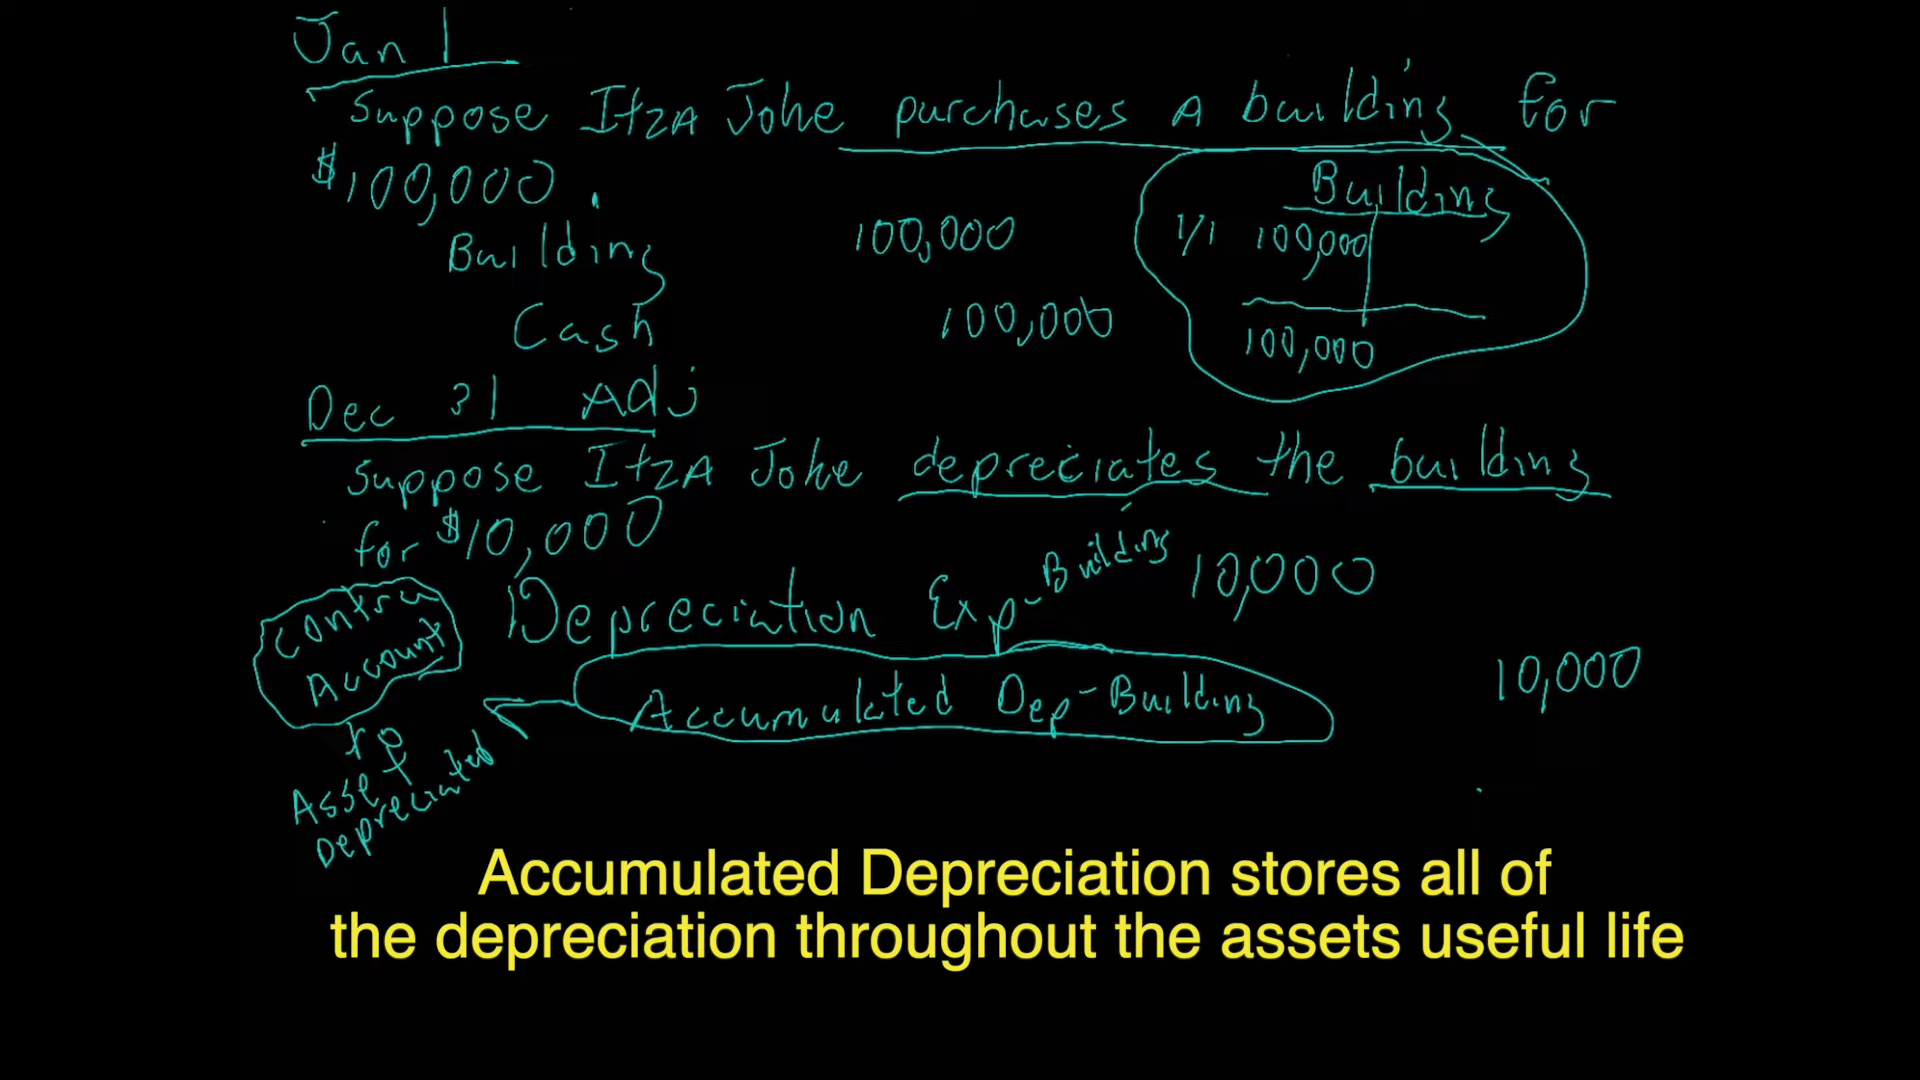 Jan 1
Suppose ItzA Joke purchases A building for
$100,000.
Building 100,000
Cash 100,000
Building
1/1 100,000
100,000
Dec 31 Adj
Suppose ItzA Joke depreciates the building
for $10,000
Depreciation Exp-Building 10,000
Accumulated Dep-Building 10,000
Contra
Account
to
Asset
Depreciated
Accumulated Depreciation stores all of
the depreciation throughout the assets useful life